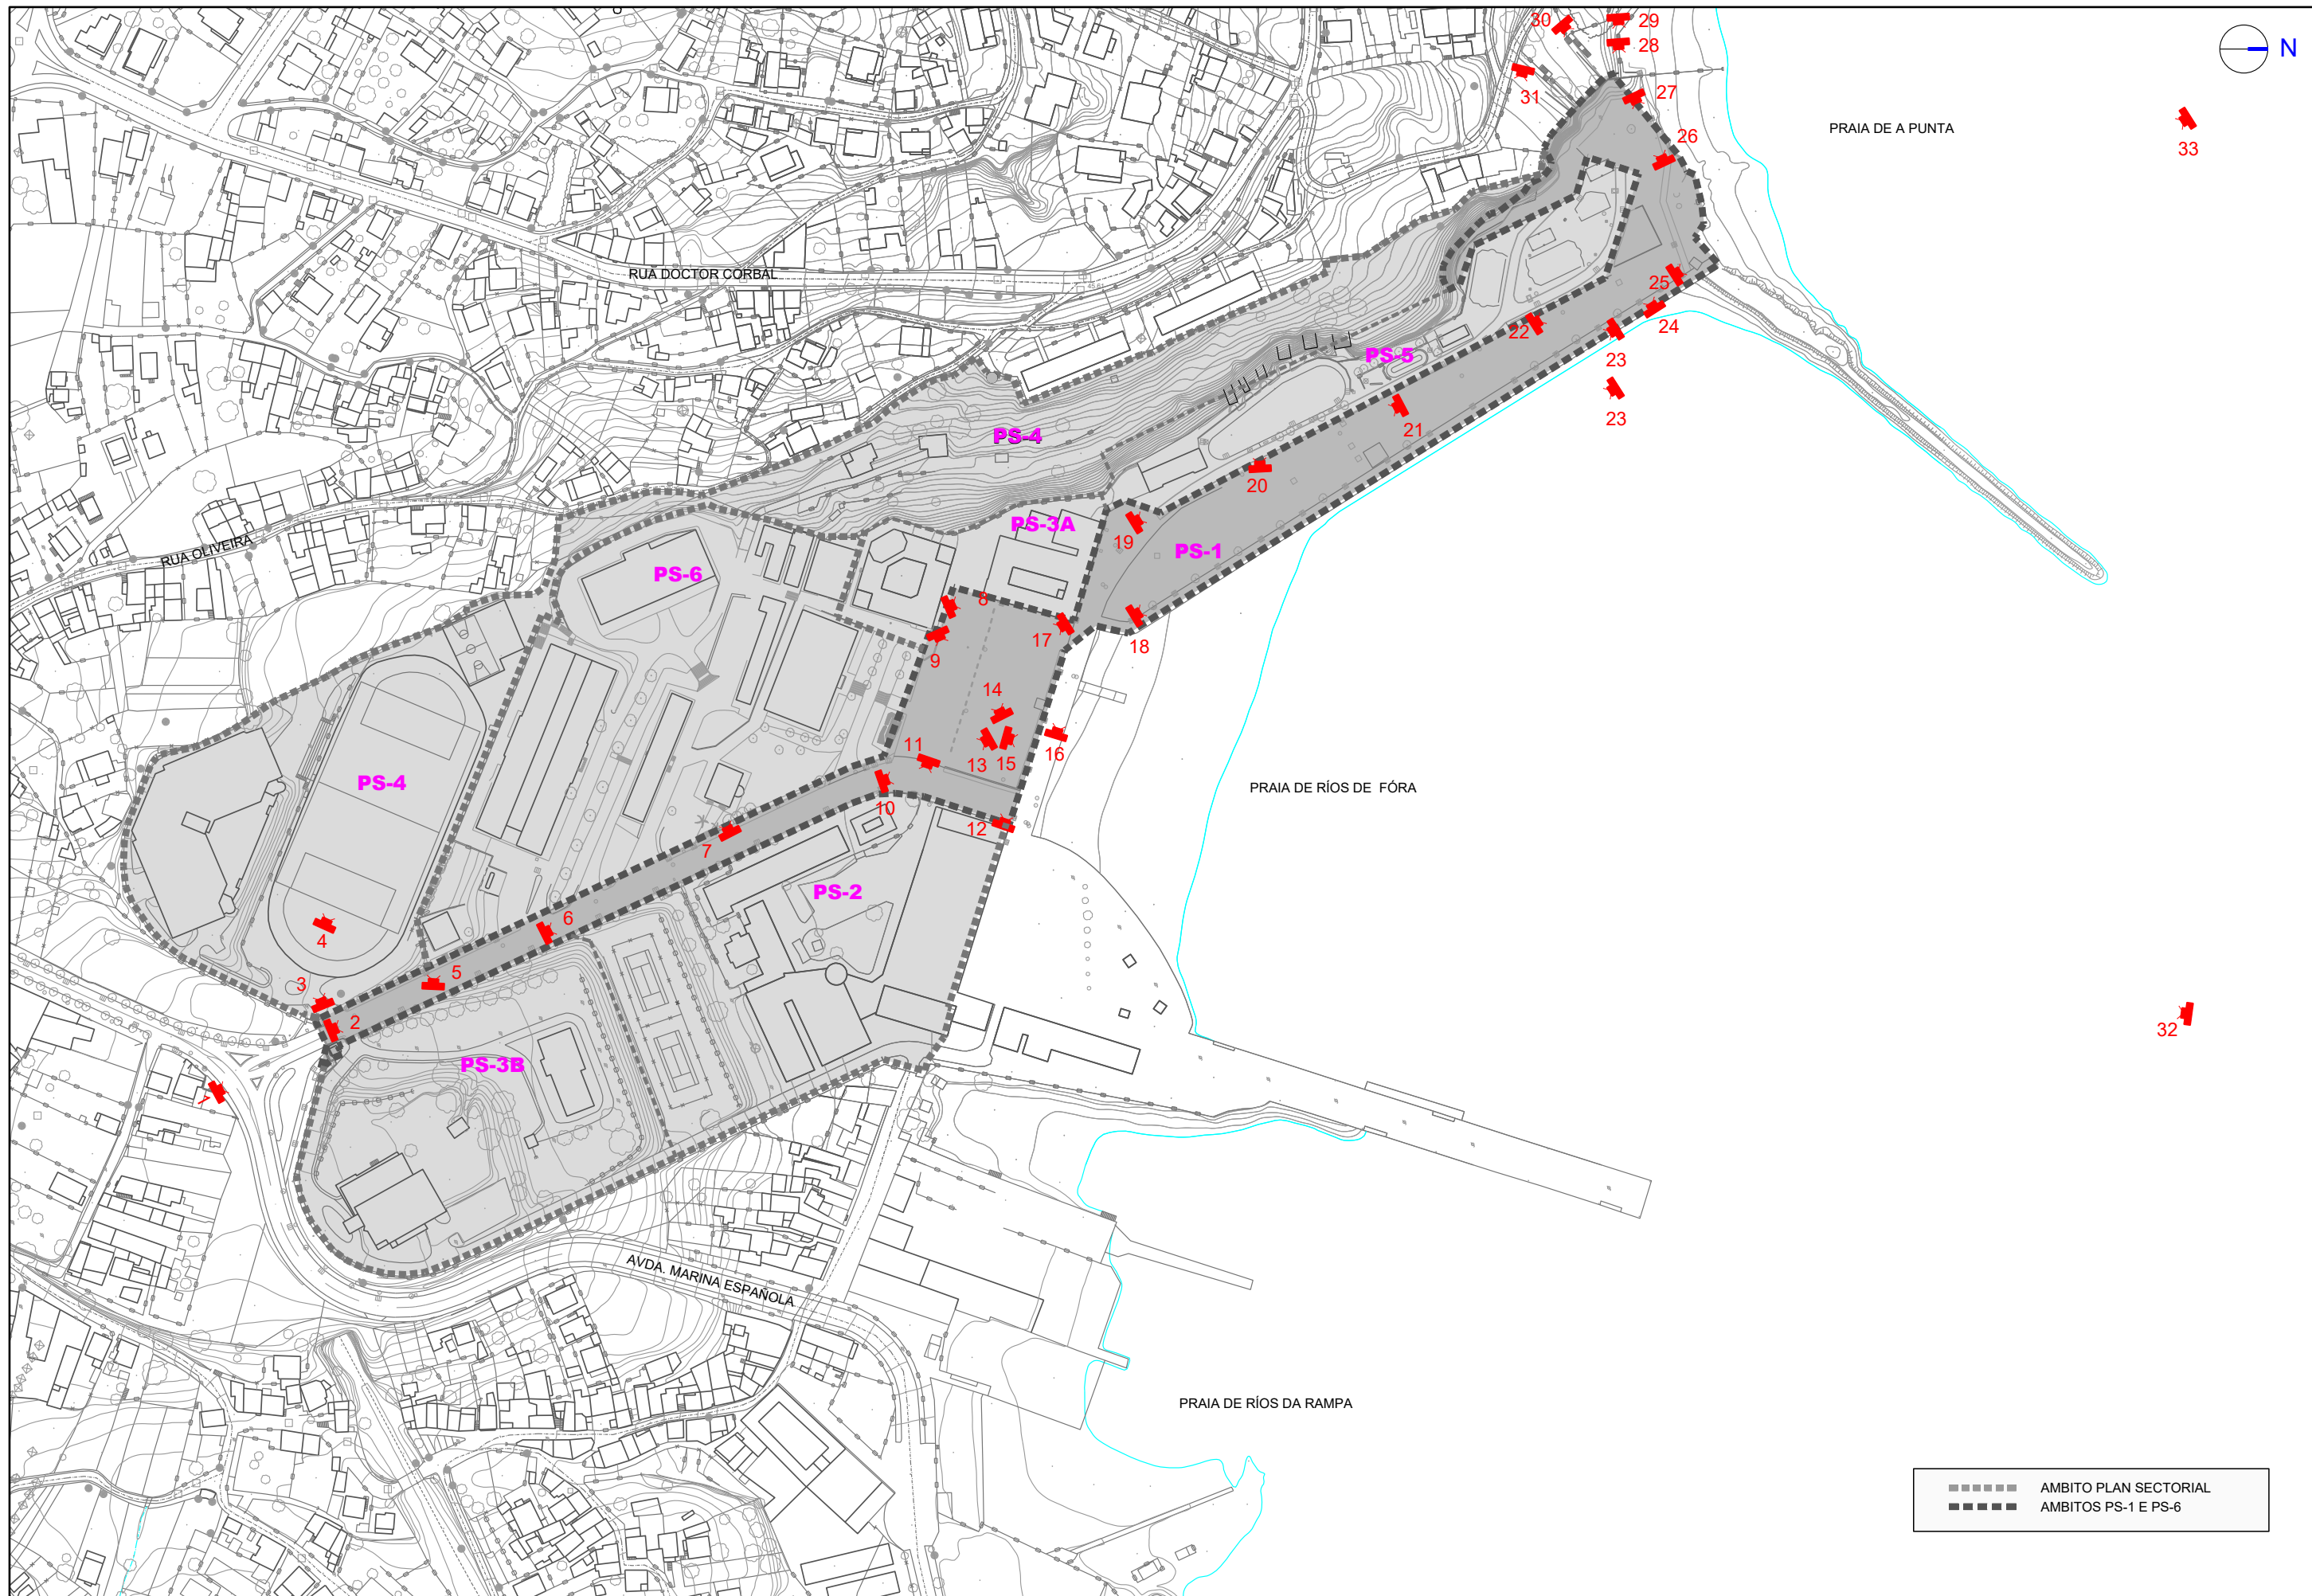 30
29
28
N
31
27
PRAIA DE A PUNTA
26
33
RUA DOCTOR CORBAL
25
24
22
23
PS-5
23
21
PS-4
20
PS-3A
19
PS-1
RUA OLIVEIRA
PS-6
8
17
18
9
14
11
13
15
16
PS-4
PRAIA DE RÍOS DE FÓRA
10
12
7
PS-2
6
4
5
3
2
32
PS-3B
1
AVDA. MARINA ESPAÑOLA
PRAIA DE RÍOS DA RAMPA
AMBITO PLAN SECTORIAL
AMBITOS PS-1 E PS-6